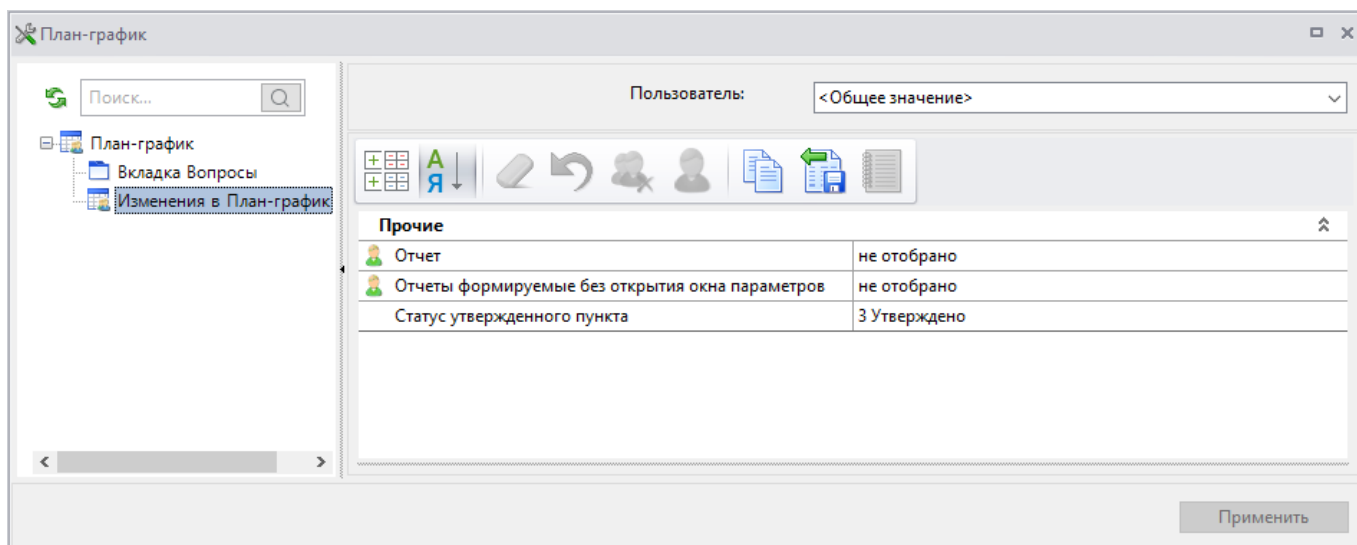 План-график
Поиск...
План-график
Вкладка Вопросы
Изменения в План-график
Пользователь:
<Общее значение>
А
Я
Прочие
Отчет
не отобрано
Отчеты формируемые без открытия окна параметров
не отобрано
Статус утвержденного пункта
3 Утверждено
Применить